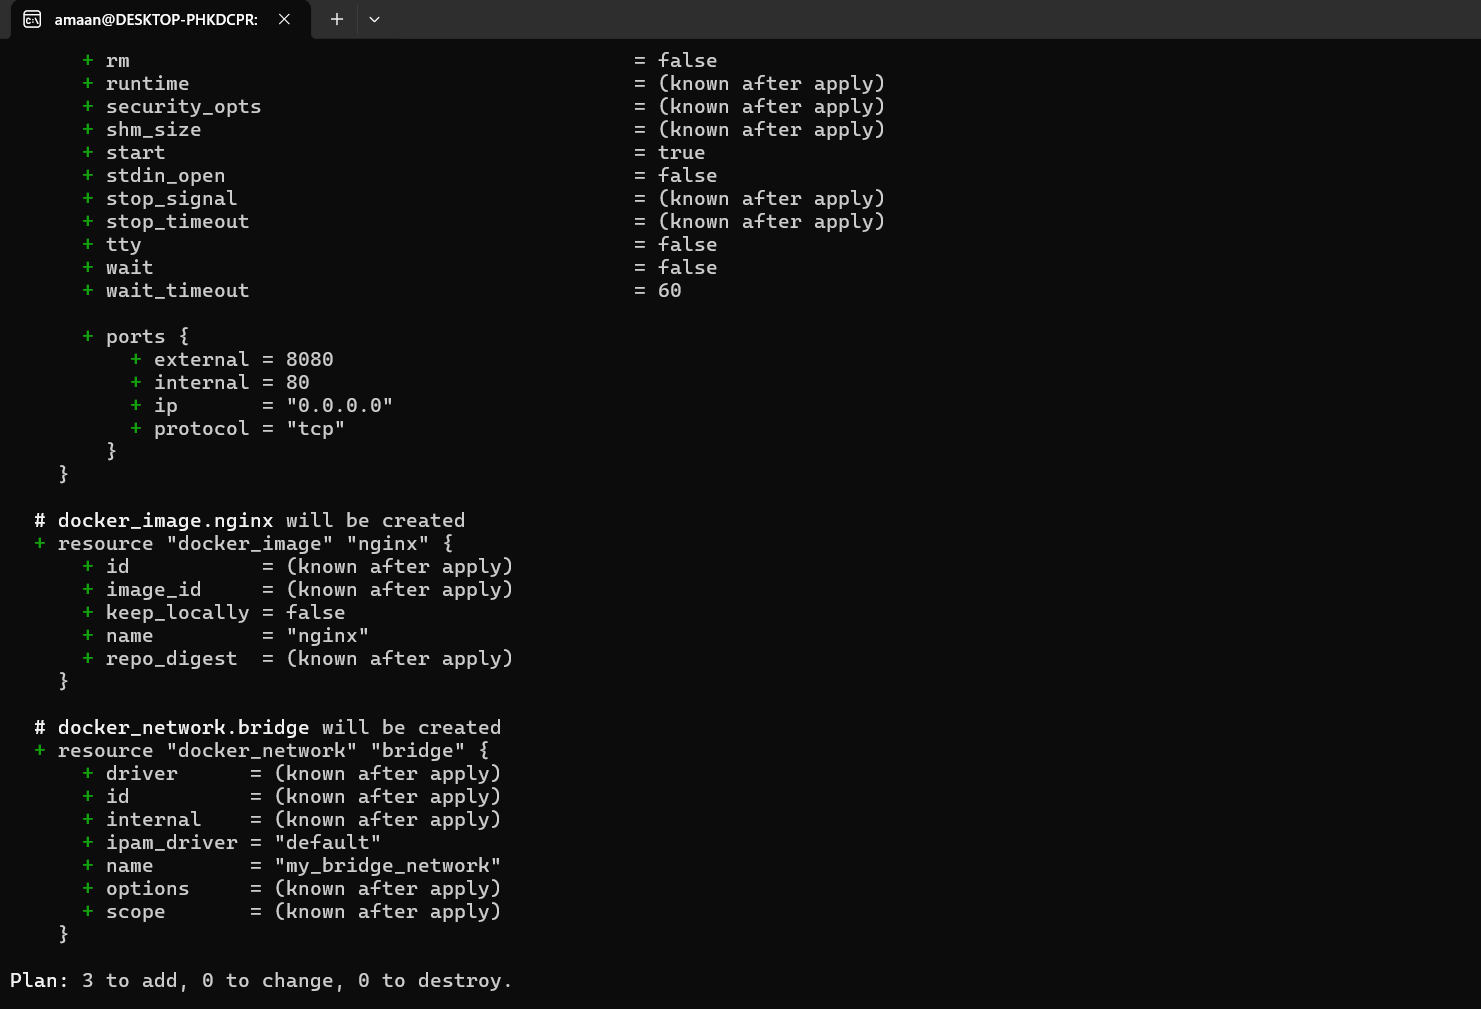 amaan@DESKTOP-PHKDCPR:
+ rm = false
+ runtime = (known after apply)
+ security_opts = (known after apply)
+ shm_size = (known after apply)
+ start = true
+ stdin_open = false
+ stop_signal = (known after apply)
+ stop_timeout = (known after apply)
+ tty = false
+ wait = false
+ wait_timeout = 60
+ ports {
+ external = 8080
+ internal = 80
+ ip = "0.0.0.0"
+ protocol = "tcp"
}
}
# docker_image.nginx will be created
+ resource "docker_image" "nginx" {
+ id = (known after apply)
+ image_id = (known after apply)
+ keep_locally = false
+ name = "nginx"
+ repo_digest = (known after apply)
}
# docker_network.bridge will be created
+ resource "docker_network" "bridge" {
+ driver = (known after apply)
+ id = (known after apply)
+ internal = (known after apply)
+ ipam_driver = "default"
+ name = "my_bridge_network"
+ options = (known after apply)
+ scope = (known after apply)
}
Plan: 3 to add, 0 to change, 0 to destroy.